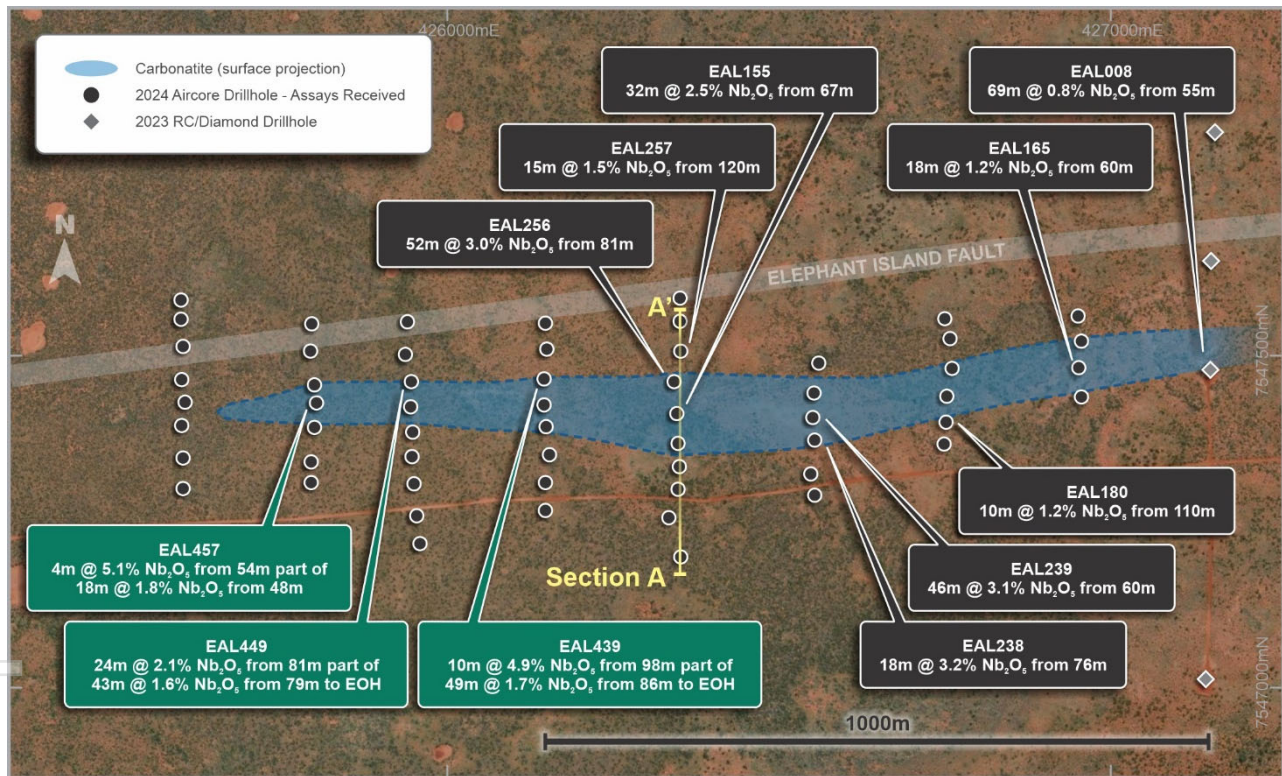 426000mE
427000mE
Carbonatite (surface projection)
2024 Aircore Drillhole - Assays Received
2023 RC/Diamond Drillhole
EAL155
32m @ 2.5% Nb₂O₅ from 67m
EAL008
69m @ 0.8% Nb₂O₅ from 55m
EAL257
15m @ 1.5% Nb₂O₅ from 120m
EAL165
18m @ 1.2% Nb₂O₅ from 60m
EAL256
52m @ 3.0% Nb₂O₅ from 81m
N
ELEPHANT ISLAND FAULT
A'
7547500mN
EAL180
10m @ 1.2% Nb₂O₅ from 110m
EAL457
4m @ 5.1% Nb₂O₅ from 54m part of
18m @ 1.8% Nb₂O₅ from 48m
Section A
EAL239
46m @ 3.1% Nb₂O₅ from 60m
EAL449
24m @ 2.1% Nb₂O₅ from 81m part of
43m @ 1.6% Nb₂O₅ from 79m to EOH
EAL439
10m @ 4.9% Nb₂O₅ from 98m part of
49m @ 1.7% Nb₂O₅ from 86m to EOH
EAL238
18m @ 3.2% Nb₂O₅ from 76m
7547000mN
1000m